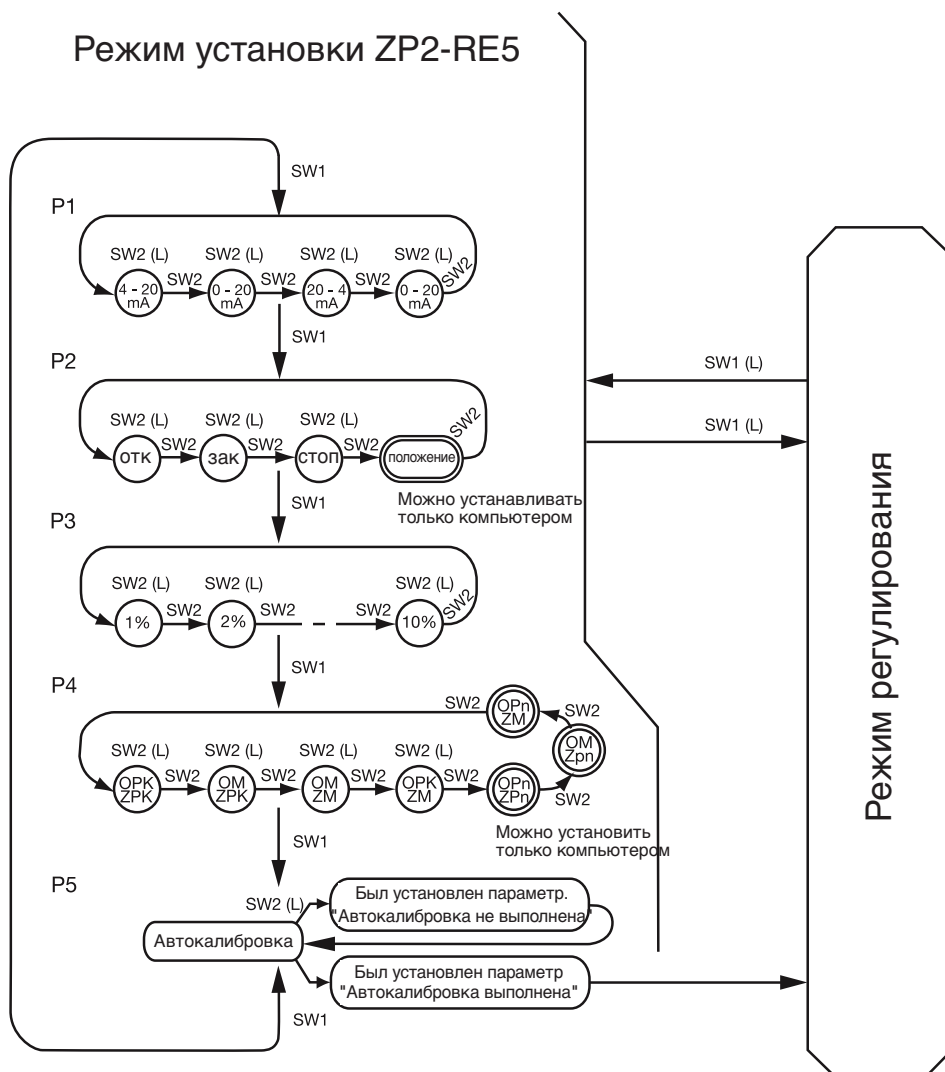 Режим установки ZP2-RE5
SW1
P1
SW2 (L) SW2 (L) SW2 (L) SW2 (L)
4 - 20 mA SW2 0 - 20 mA SW2 20 - 4 mA SW2 0 - 20 mA SW2
SW1
P2
SW2 (L) SW2 (L) SW2 (L)
отк SW2 зак SW2 стоп SW2 положение SW2
Можно устанавливать
только компьютером
SW1
P3
SW2 (L) SW2 (L) SW2 (L)
1% SW2 2% SW2 SW2 10% SW2
SW1
P4
SW2 OPn ZM SW2
OM Zpn
SW2 (L) SW2 (L) SW2 (L) SW2 (L)
OPK ZPK SW2 OM ZPK SW2 OM ZM SW2 OPK ZM SW2 OPn ZPn SW2
Можно установить
только компьютером
SW1
P5
SW2 (L)
Был установлен параметр.
"Автокалибровка не выполнена"
Автокалибровка
Был установлен параметр
"Автокалибровка выполнена"
SW1
SW1 (L)
SW1 (L)
Режим регулирования